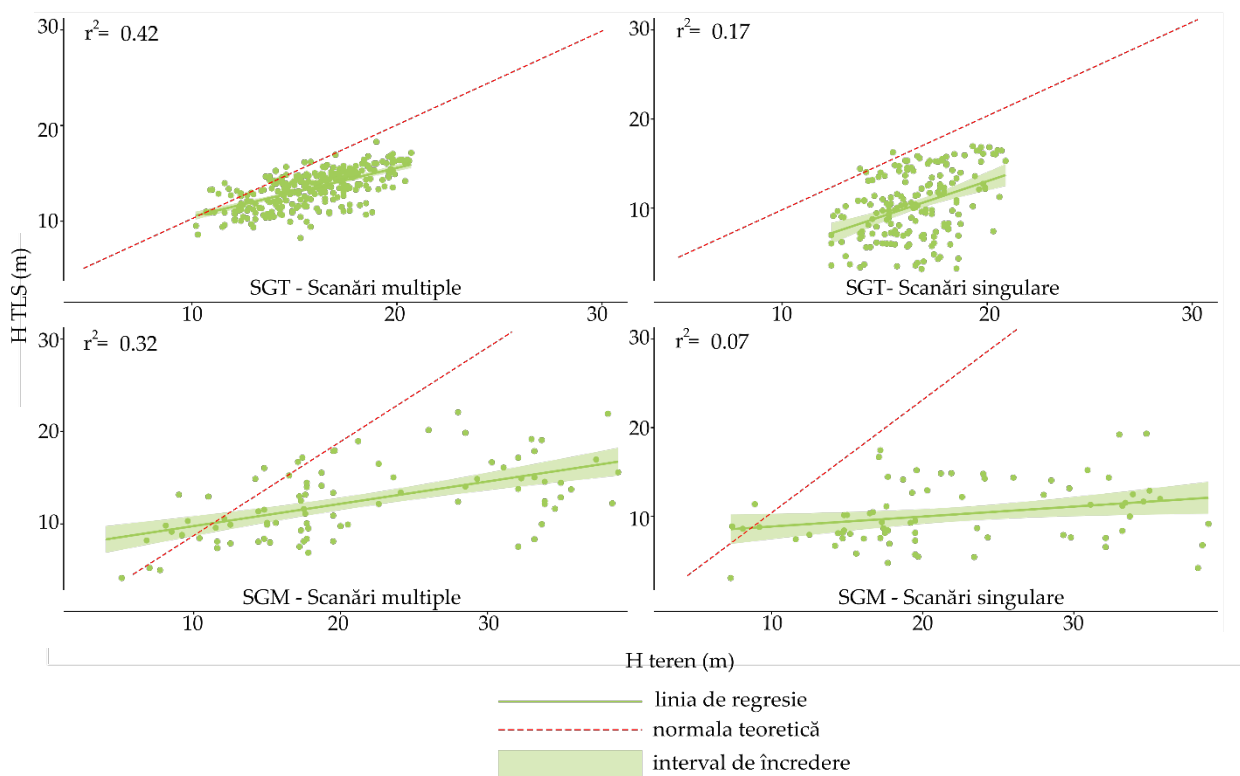 r²= 0.42
30
20
10
SGT - Scanări multiple
10 20 30
r²= 0.17
30
20
10
SGT- Scanări singulare
10 20 30
H TLS (m)
r²= 0.32
30
20
10
SGM - Scanări multiple
10 20 30
r²= 0.07
30
20
10
SGM - Scanări singulare
10 20 30
H teren (m)
linia de regresie
normala teoretică
interval de încredere